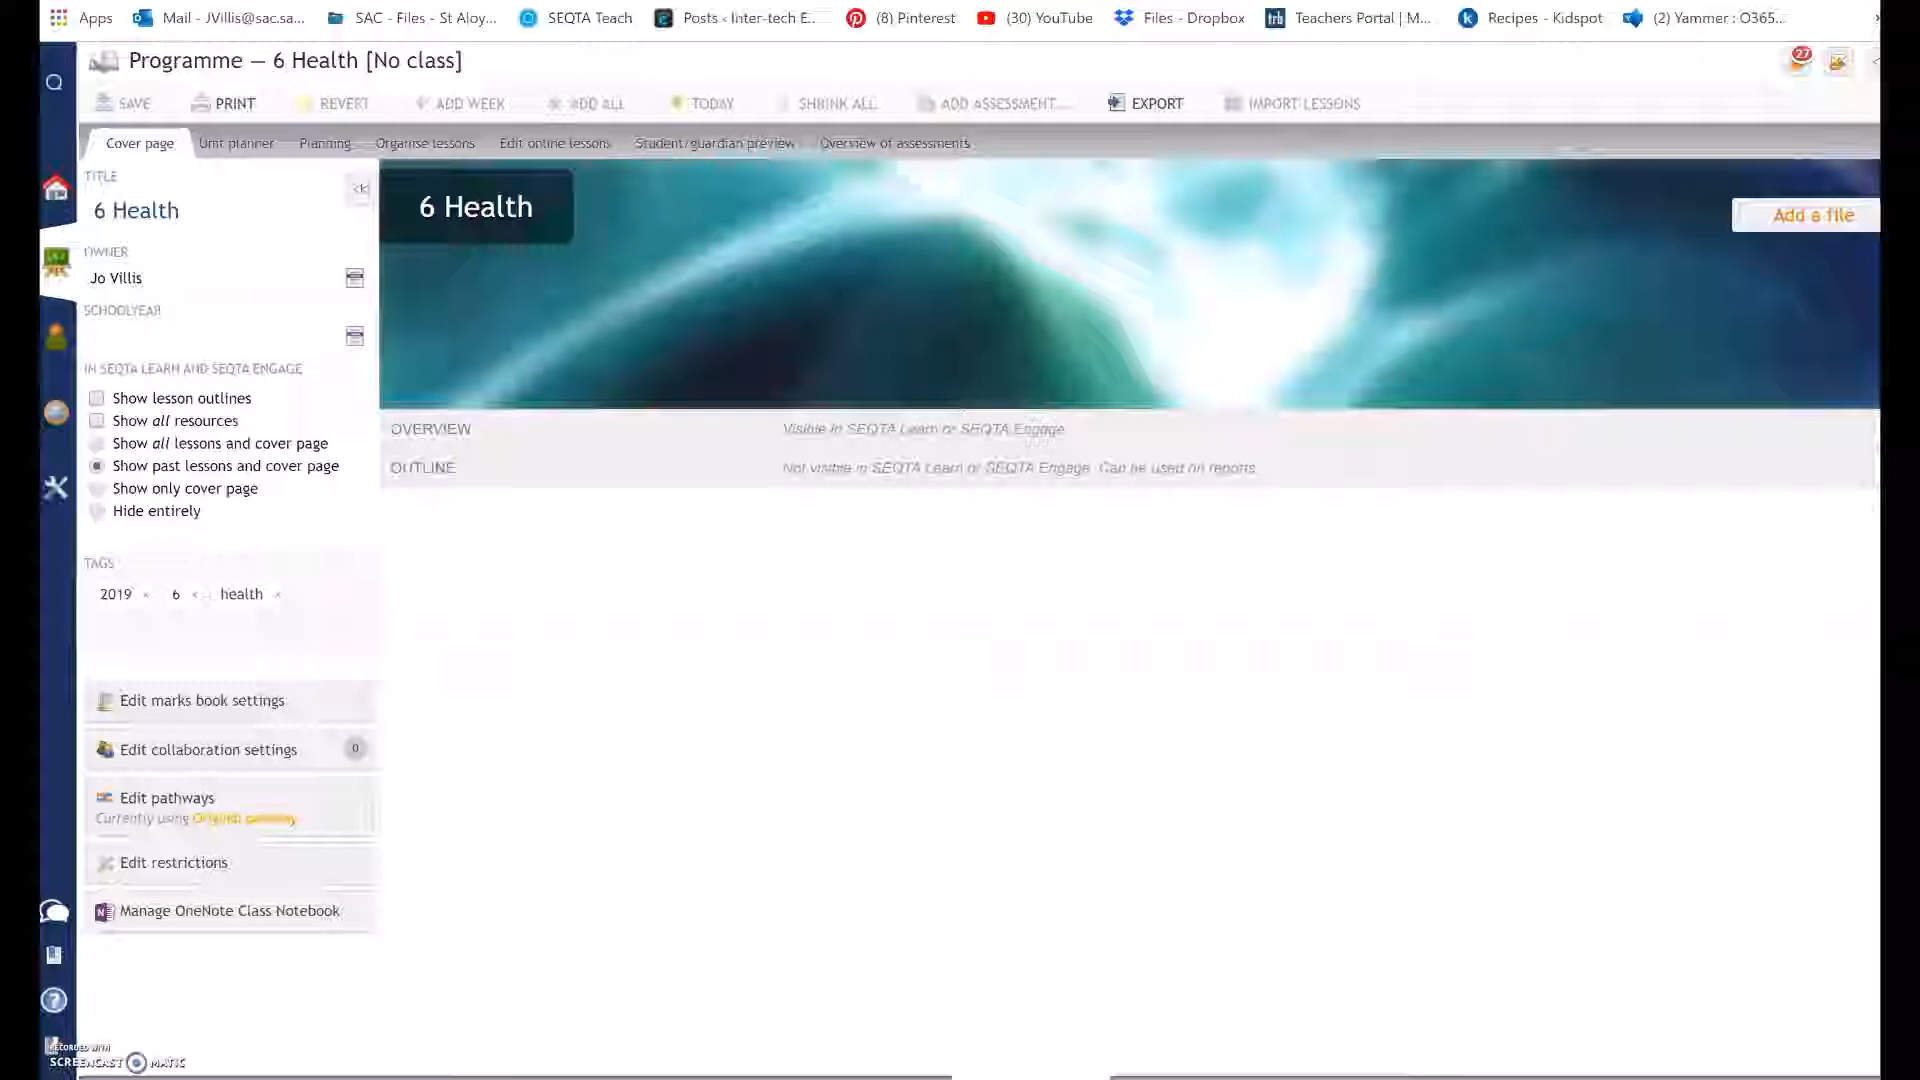 Apps Mail - JVillis@sac.sa... SAC - Files - St Aloy... SEQTA Teach Posts ‹ Inter-tech E... (8) Pinterest (30) YouTube Files - Dropbox Teachers Portal | M... Recipes - Kidspot (2) Yammer : O365...
Programme — 6 Health [No class]
27
SAVE PRINT REVERT ADD WEEK ADD ALL TODAY SHRINK ALL ADD ASSESSMENT... EXPORT IMPORT LESSONS
Cover page Unit planner Planning Organise lessons Edit online lessons Student/guardian preview Overview of assessments
TITLE
6 Health
6 Health
Add a file
OWNER
Jo Villis
SCHOOLYEAR
IN SEQTA LEARN AND SEQTA ENGAGE
Show lesson outlines
Show all resources
Show all lessons and cover page
Show past lessons and cover page
Show only cover page
Hide entirely
OVERVIEW Visible in SEQTA Learn or SEQTA Engage
OUTLINE Not visible in SEQTA Learn or SEQTA Engage. Can be used on reports.
TAGS
2019 × 6 × health ×
Edit marks book settings
Edit collaboration settings 0
Edit pathways
Currently using Original pathway
Edit restrictions
Manage OneNote Class Notebook
RECORDED WITH
SCREENCAST MATIC